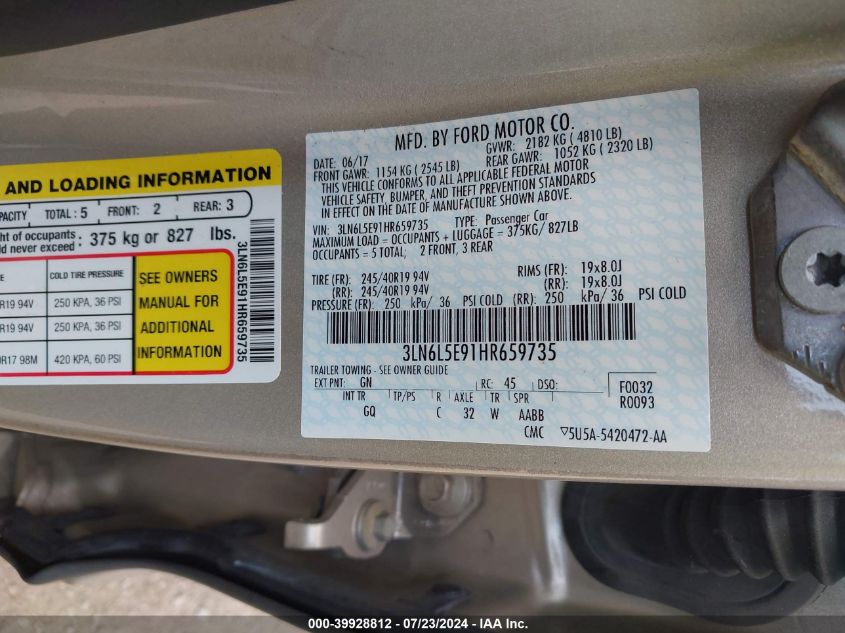 AND LOADING INFORMATION
TOTAL : 5 FRONT: 2 REAR: 3
of occupants
never exceed : 375 kg or 827 lbs.
COLD TIRE PRESSURE
R19 94V 250 KPA, 36 PSI
R19 94V 250 KPA, 36 PSI
R17 98M 420 KPA, 60 PSI
SEE OWNERS
MANUAL FOR
ADDITIONAL
INFORMATION
3LN6L5E91HR659735
MFD. BY FORD MOTOR CO.
DATE: 06/17 GVWR: 2182 KG ( 4810 LB)
FRONT GAWR: 1154 KG ( 2545 LB) REAR GAWR: 1052 KG ( 2320 LB)
THIS VEHICLE CONFORMS TO ALL APPLICABLE FEDERAL MOTOR
VEHICLE SAFETY, BUMPER, AND THEFT PREVENTION STANDARDS
IN EFFECT ON THE DATE OF MANUFACTURE SHOWN ABOVE.
VIN: 3LN6L5E91HR659735 TYPE: Passenger Car
MAXIMUM LOAD = OCCUPANTS + LUGGAGE = 375KG/ 827LB
OCCUPANTS = 5 TOTAL, 2 FRONT, 3 REAR
TIRE (FR): 245/40R19 94V RIMS (FR): 19x8.0J
(RR): 245/40R19 94V (RR): 19x8.0J
PRESSURE (FR): 250 kPa/ 36 PSI COLD (RR): 250 kPa/ 36 PSI COLD
3LN6L5E91HR659735
TRAILER TOWING - SEE OWNER GUIDE
EXT PNT: GN RC: 45 DSO: F0032
INT TR TP/PS R AXLE TR SPR R0093
GQ C 32 W AABB
CMC ▽5U5A-5420472-AA
000-39928812 - 07/23/2024 - IAA Inc.